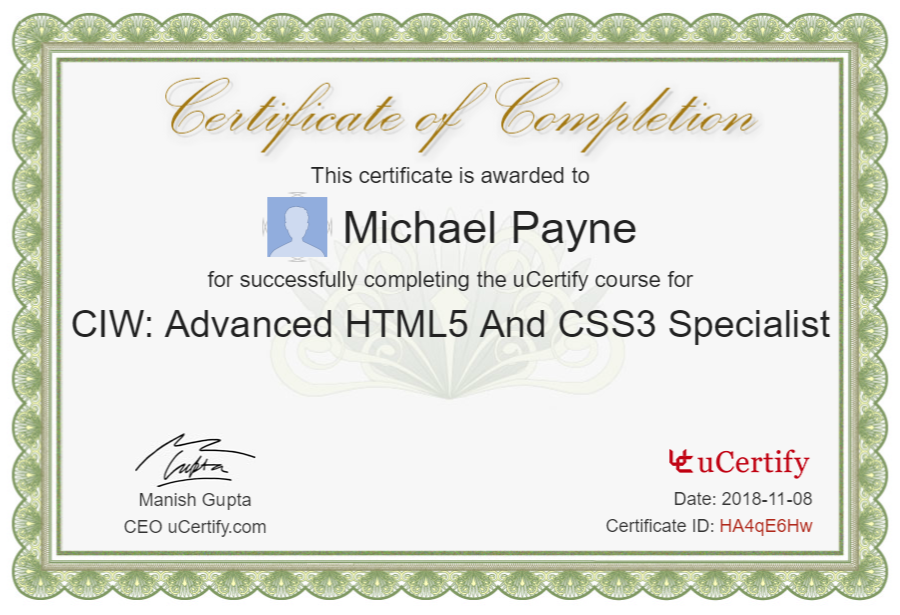 Certificate of Completion
This certificate is awarded to
Michael Payne
for successfully completing the uCertify course for
CIW: Advanced HTML5 And CSS3 Specialist
Gupta
Manish Gupta
CEO uCertify.com
uCertify
Date: 2018-11-08
Certificate ID: HA4qE6Hw